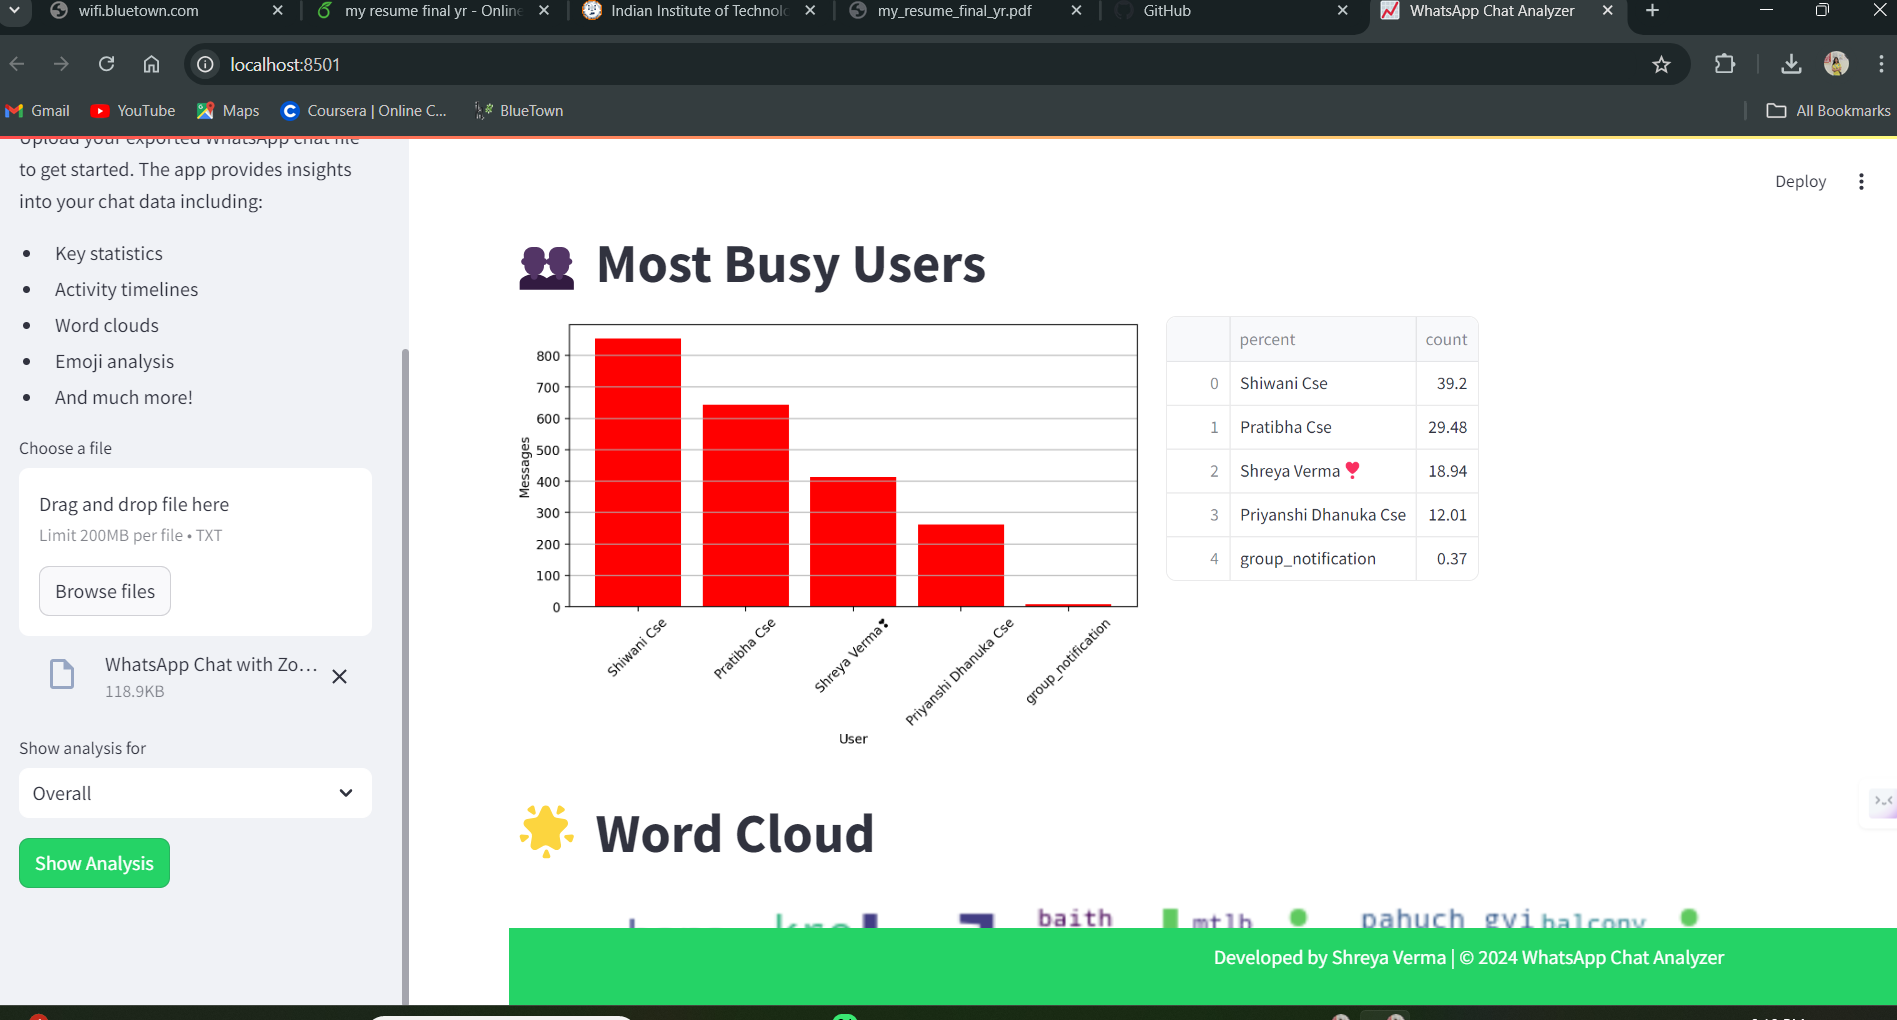 wifi.bluetown.com
my resume final yr - Online
Indian Institute of Technolo
my_resume_final_yr.pdf
GitHub
WhatsApp Chat Analyzer
localhost:8501
Gmail
YouTube
Maps
Coursera | Online C...
BlueTown
All Bookmarks
Upload your exported WhatsApp chat file
to get started. The app provides insights
into your chat data including:
Key statistics
Activity timelines
Word clouds
Emoji analysis
And much more!
Choose a file
Drag and drop file here
Limit 200MB per file • TXT
Browse files
WhatsApp Chat with Zo...
118.9KB
Show analysis for
Overall
Show Analysis
Deploy
Most Busy Users
Messages
800
700
600
500
400
300
200
100
0
Shiwani Cse
Pratibha Cse
Shreya Verma❣
Priyanshi Dhanuka Cse
group_notification
User
percent count
0 Shiwani Cse 39.2
1 Pratibha Cse 29.48
2 Shreya Verma ❣ 18.94
3 Priyanshi Dhanuka Cse 12.01
4 group_notification 0.37
Word Cloud
baith
mtlb
pahuch gyi
balcony
Developed by Shreya Verma | © 2024 WhatsApp Chat Analyzer